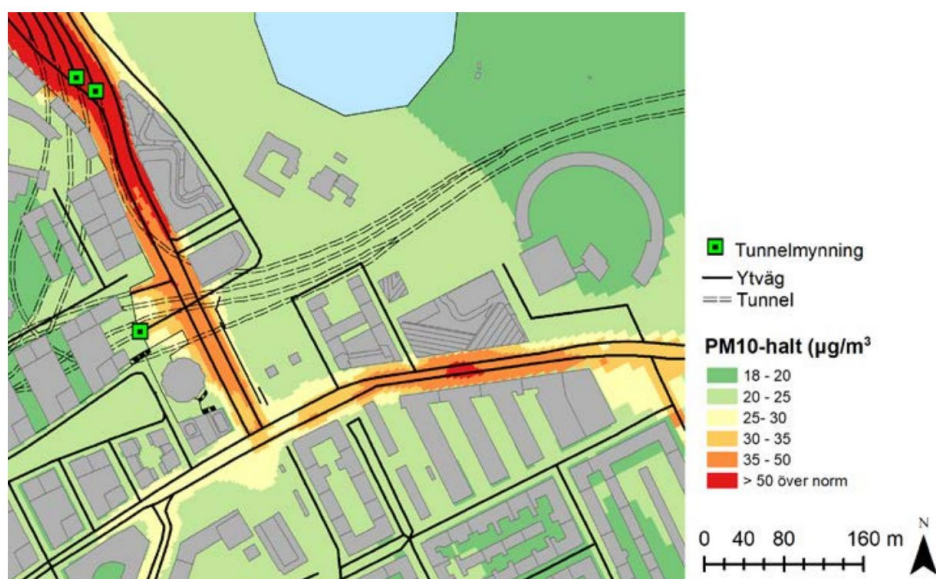 Tunnelmynning
Ytväg
Tunnel
PM10-halt (µg/m³
18 - 20
20 - 25
25- 30
30 - 35
35 - 50
> 50 över norm
N
0 40 80 160 m